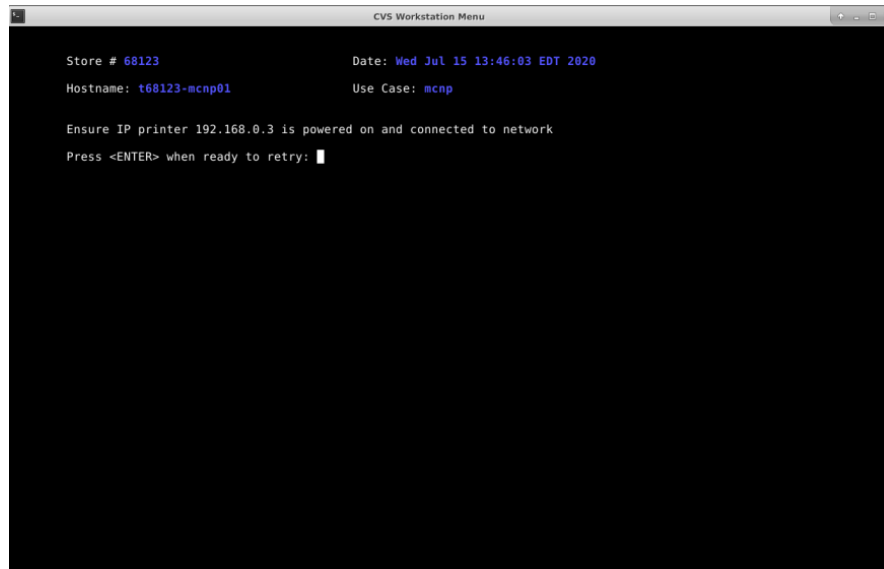 CVS Workstation Menu
Store # 68123 Date: Wed Jul 15 13:46:03 EDT 2020
Hostname: t68123-mcnp01 Use Case: mcnp
Ensure IP printer 192.168.0.3 is powered on and connected to network
Press <ENTER> when ready to retry: